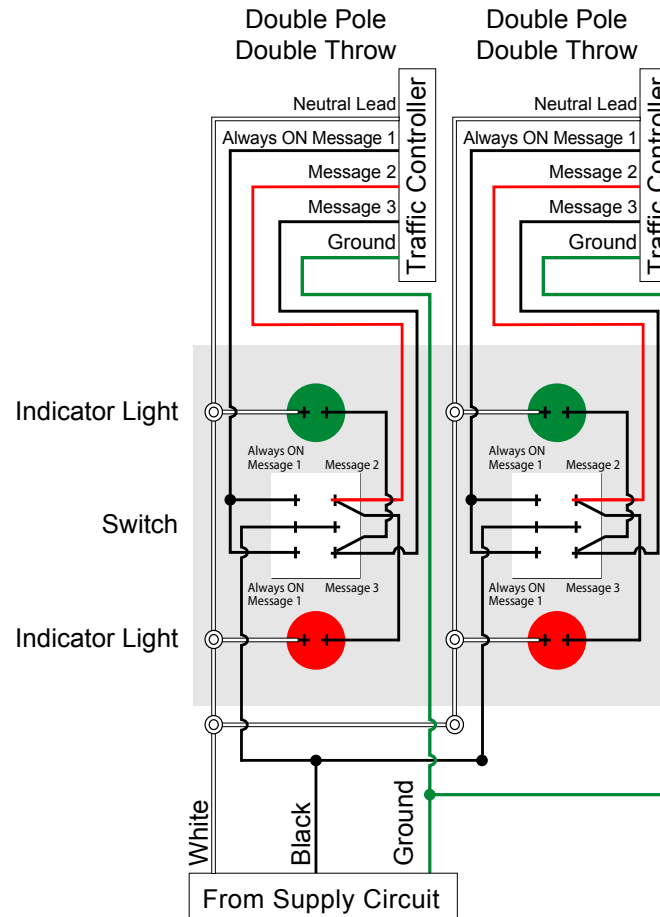 Double Pole
Double Throw
Double Pole
Double Throw
Neutral Lead
Always ON Message 1
Message 2
Message 3
Ground
Traffic Controller
Neutral Lead
Always ON Message 1
Message 2
Message 3
Ground
Traffic Controller
Indicator Light
Always ON
Message 1
Message 2
Always ON
Message 1
Message 2
Switch
Always ON
Message 1
Message 3
Always ON
Message 1
Message 3
Indicator Light
White
Black
Ground
From Supply Circuit